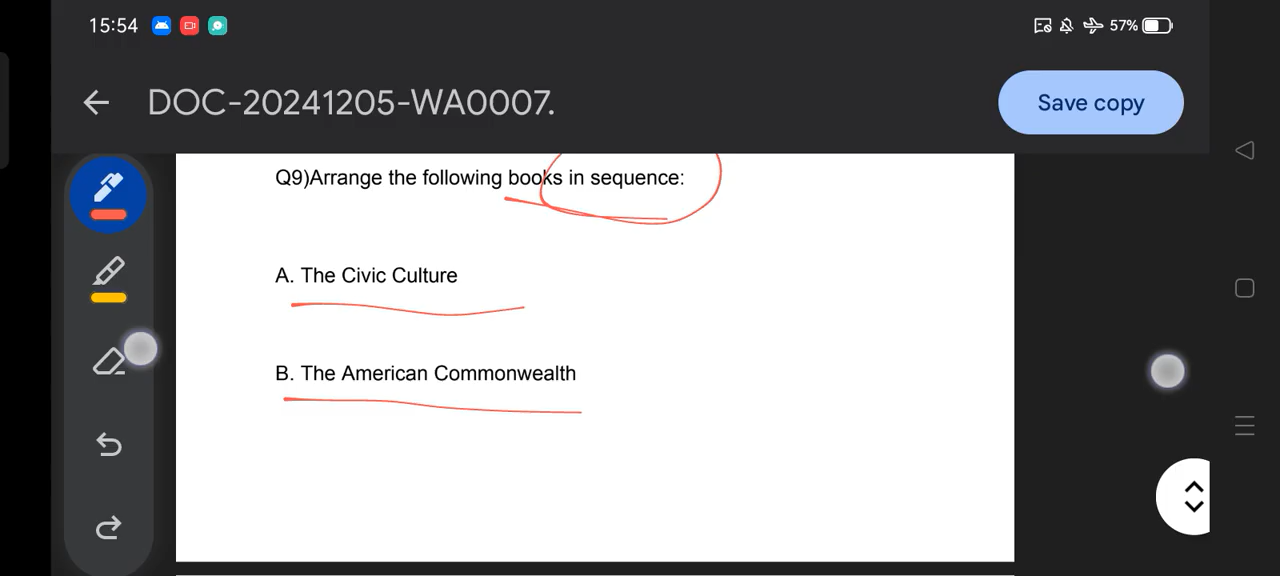 15:54
57%
DOC-20241205-WA0007.
Save copy
Q9)Arrange the following books in sequence:
A. The Civic Culture
B. The American Commonwealth